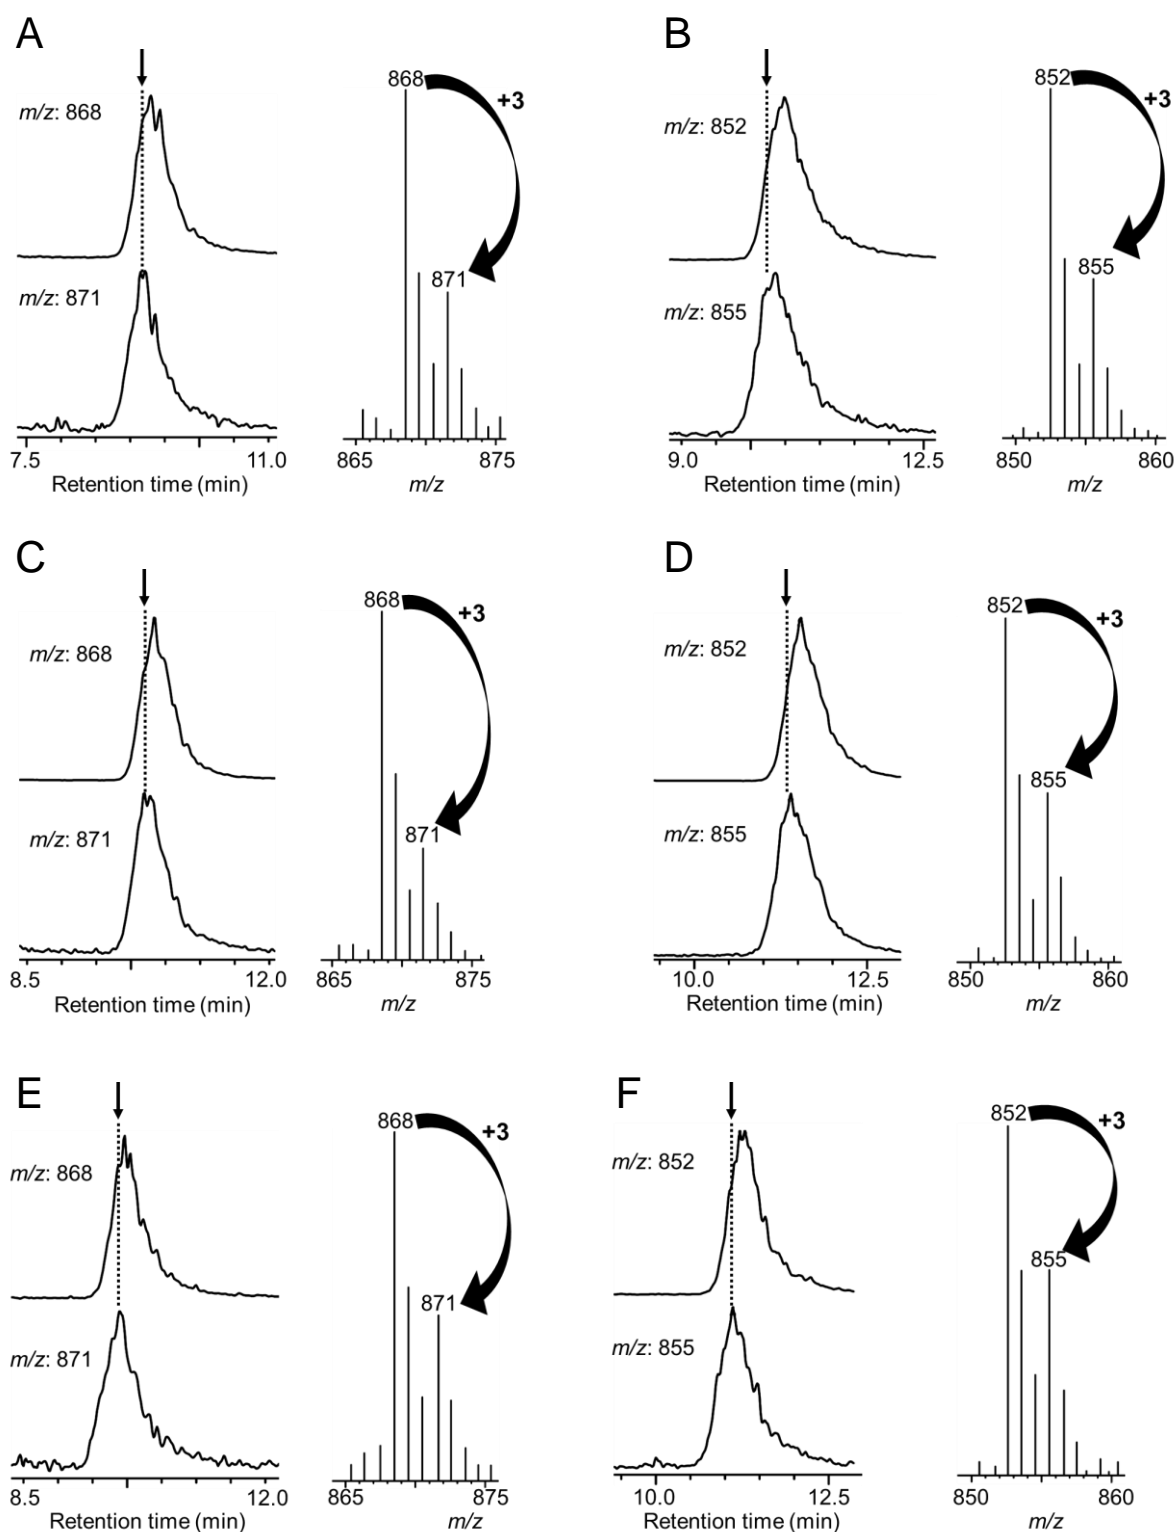 A
m/z: 868
m/z: 871
7.5 11.0
Retention time (min)
868
+3
871
865 875
m/z
B
m/z: 852
m/z: 855
9.0 12.5
Retention time (min)
852
+3
855
850 860
m/z
C
m/z: 868
m/z: 871
8.5 12.0
Retention time (min)
868
+3
871
865 875
m/z
D
m/z: 852
m/z: 855
10.0 12.5
Retention time (min)
852
+3
855
850 860
m/z
E
m/z: 868
m/z: 871
8.5 12.0
Retention time (min)
868
+3
871
865 875
m/z
F
m/z: 852
m/z: 855
10.0 12.5
Retention time (min)
852
+3
855
850 860
m/z